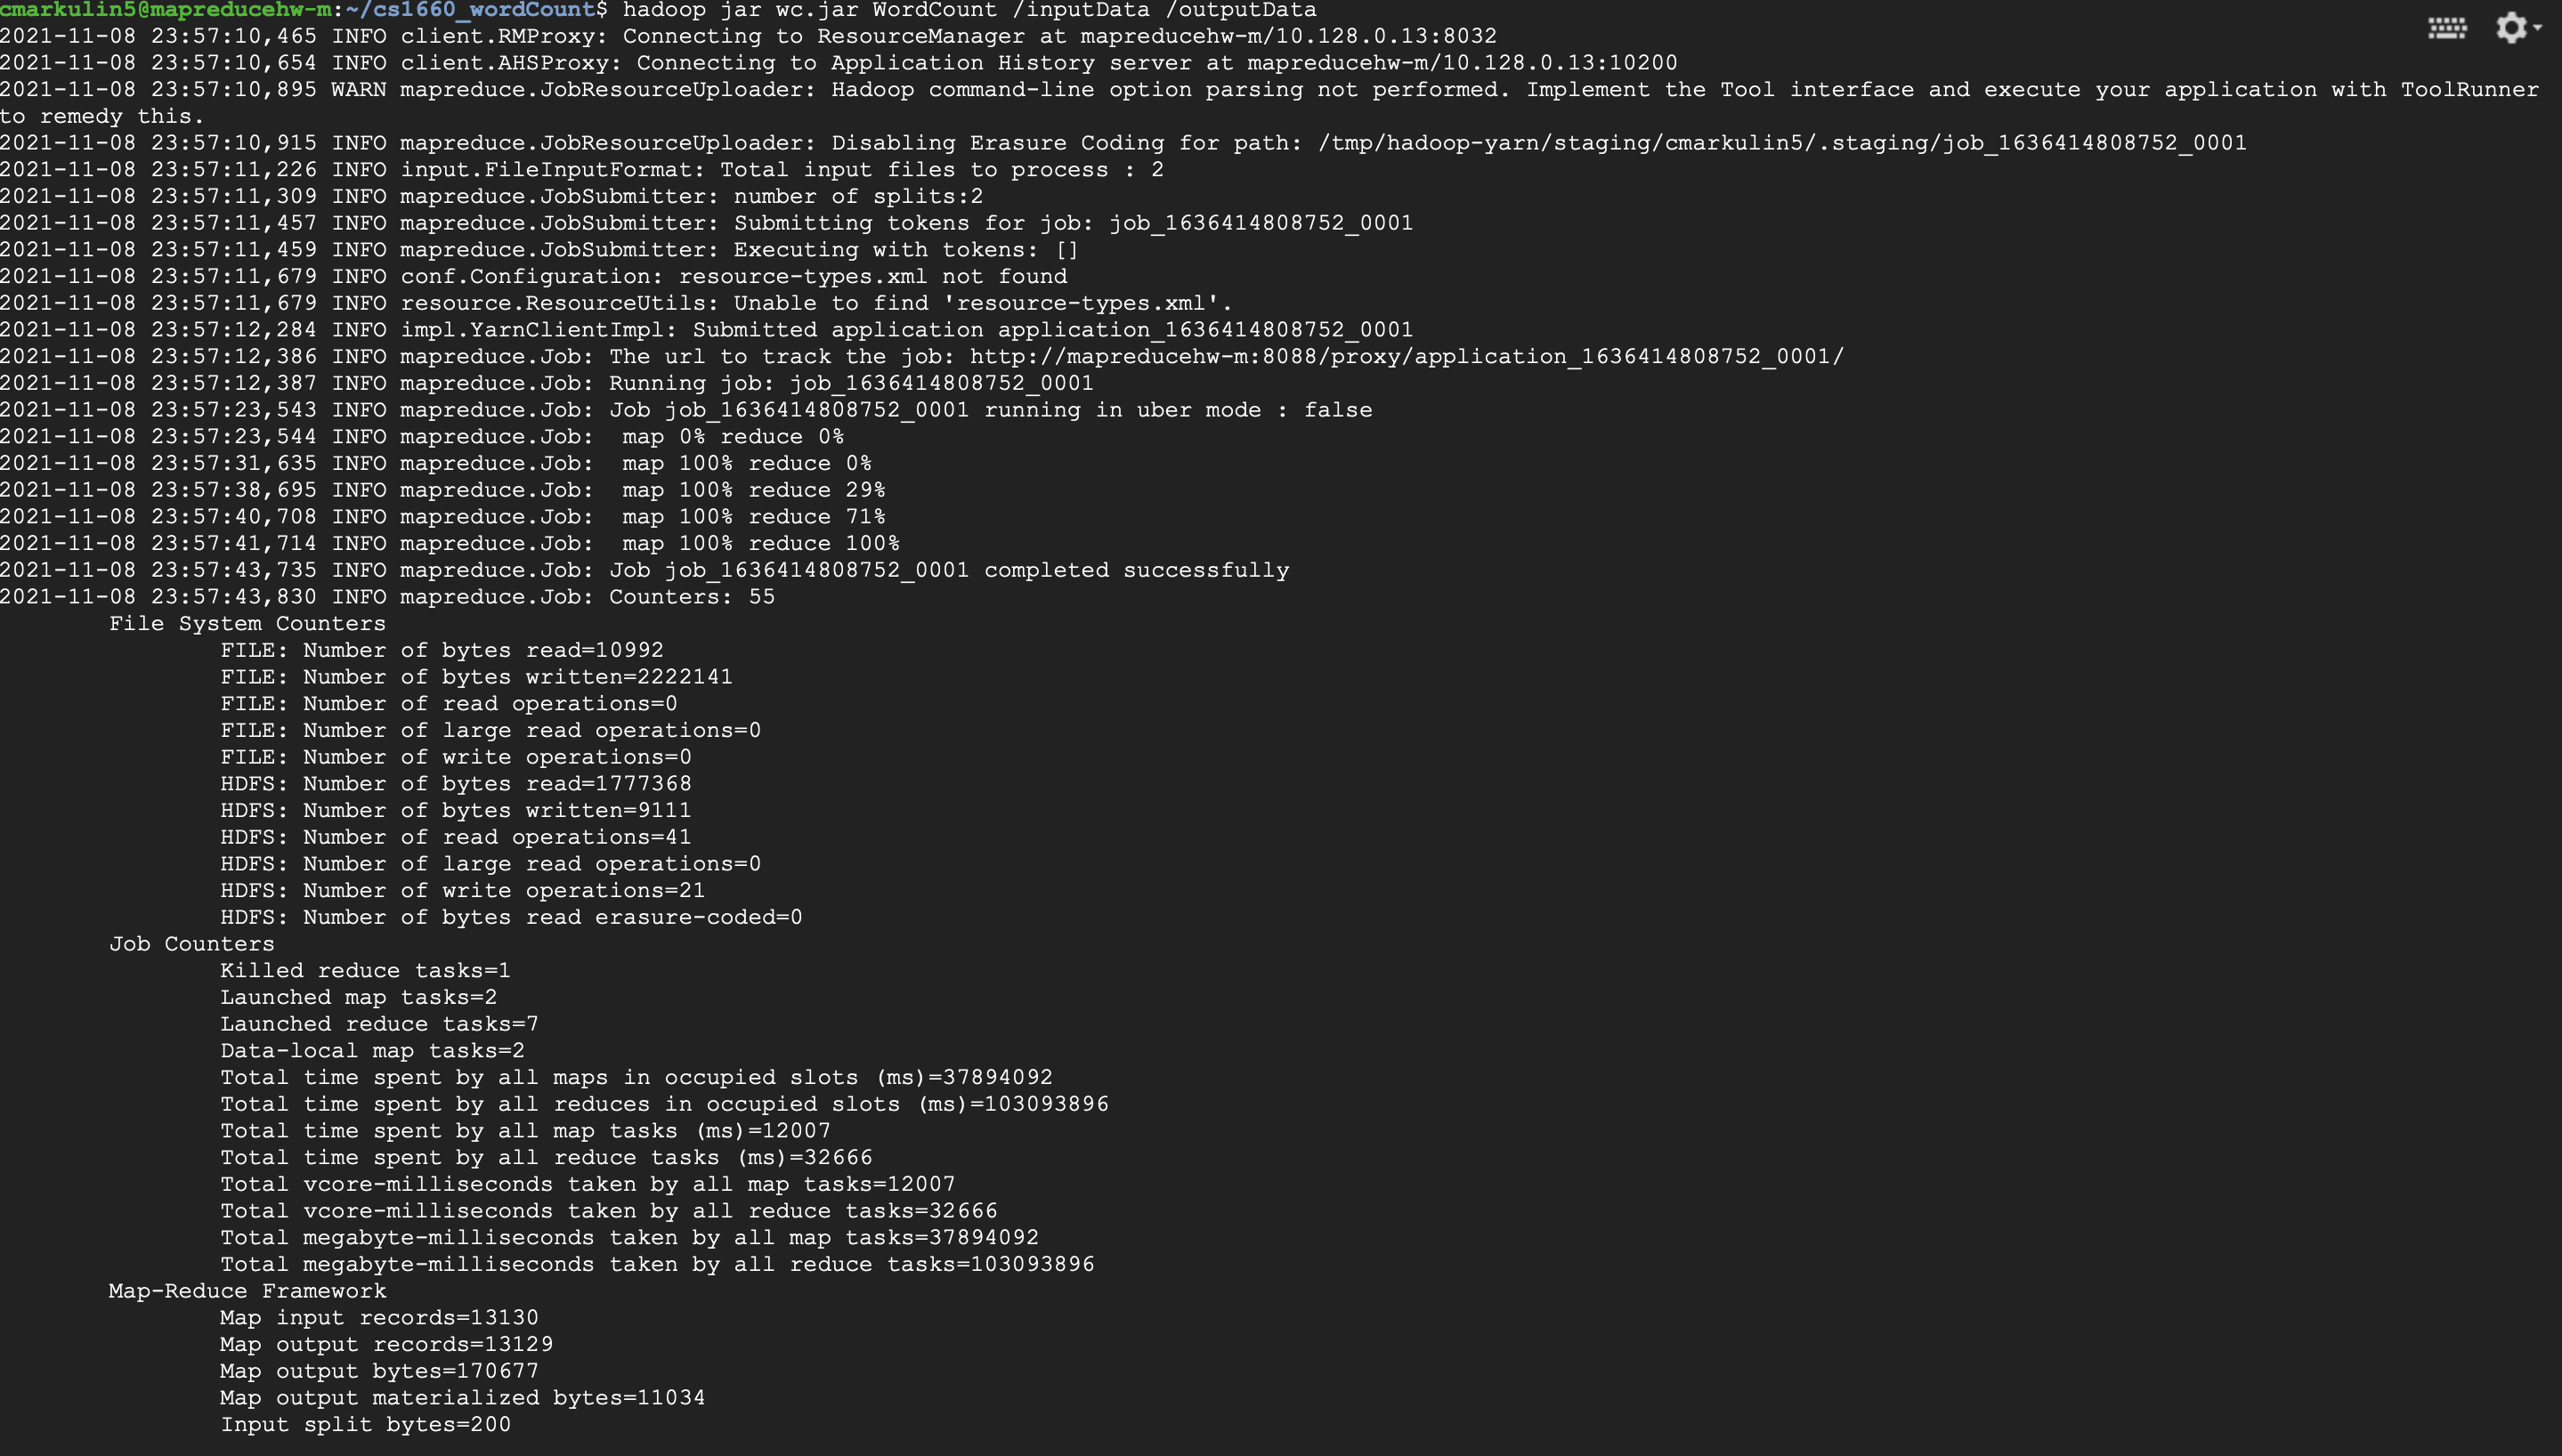 cmarkulin5@mapreducehw-m:~/cs1660_wordCount$ hadoop jar wc.jar WordCount /inputData /outputData
2021-11-08 23:57:10,465 INFO client.RMProxy: Connecting to ResourceManager at mapreducehw-m/10.128.0.13:8032
2021-11-08 23:57:10,654 INFO client.AHSProxy: Connecting to Application History server at mapreducehw-m/10.128.0.13:10200
2021-11-08 23:57:10,895 WARN mapreduce.JobResourceUploader: Hadoop command-line option parsing not performed. Implement the Tool interface and execute your application with ToolRunner
to remedy this.
2021-11-08 23:57:10,915 INFO mapreduce.JobResourceUploader: Disabling Erasure Coding for path: /tmp/hadoop-yarn/staging/cmarkulin5/.staging/job_1636414808752_0001
2021-11-08 23:57:11,226 INFO input.FileInputFormat: Total input files to process : 2
2021-11-08 23:57:11,309 INFO mapreduce.JobSubmitter: number of splits:2
2021-11-08 23:57:11,457 INFO mapreduce.JobSubmitter: Submitting tokens for job: job_1636414808752_0001
2021-11-08 23:57:11,459 INFO mapreduce.JobSubmitter: Executing with tokens: []
2021-11-08 23:57:11,679 INFO conf.Configuration: resource-types.xml not found
2021-11-08 23:57:11,679 INFO resource.ResourceUtils: Unable to find 'resource-types.xml'.
2021-11-08 23:57:12,284 INFO impl.YarnClientImpl: Submitted application application_1636414808752_0001
2021-11-08 23:57:12,386 INFO mapreduce.Job: The url to track the job: http://mapreducehw-m:8088/proxy/application_1636414808752_0001/
2021-11-08 23:57:12,387 INFO mapreduce.Job: Running job: job_1636414808752_0001
2021-11-08 23:57:23,543 INFO mapreduce.Job: Job job_1636414808752_0001 running in uber mode : false
2021-11-08 23:57:23,544 INFO mapreduce.Job:  map 0% reduce 0%
2021-11-08 23:57:31,635 INFO mapreduce.Job:  map 100% reduce 0%
2021-11-08 23:57:38,695 INFO mapreduce.Job:  map 100% reduce 29%
2021-11-08 23:57:40,708 INFO mapreduce.Job:  map 100% reduce 71%
2021-11-08 23:57:41,714 INFO mapreduce.Job:  map 100% reduce 100%
2021-11-08 23:57:43,735 INFO mapreduce.Job: Job job_1636414808752_0001 completed successfully
2021-11-08 23:57:43,830 INFO mapreduce.Job: Counters: 55
File System Counters
FILE: Number of bytes read=10992
FILE: Number of bytes written=2222141
FILE: Number of read operations=0
FILE: Number of large read operations=0
FILE: Number of write operations=0
HDFS: Number of bytes read=1777368
HDFS: Number of bytes written=9111
HDFS: Number of read operations=41
HDFS: Number of large read operations=0
HDFS: Number of write operations=21
HDFS: Number of bytes read erasure-coded=0
Job Counters
Killed reduce tasks=1
Launched map tasks=2
Launched reduce tasks=7
Data-local map tasks=2
Total time spent by all maps in occupied slots (ms)=37894092
Total time spent by all reduces in occupied slots (ms)=103093896
Total time spent by all map tasks (ms)=12007
Total time spent by all reduce tasks (ms)=32666
Total vcore-milliseconds taken by all map tasks=12007
Total vcore-milliseconds taken by all reduce tasks=32666
Total megabyte-milliseconds taken by all map tasks=37894092
Total megabyte-milliseconds taken by all reduce tasks=103093896
Map-Reduce Framework
Map input records=13130
Map output records=13129
Map output bytes=170677
Map output materialized bytes=11034
Input split bytes=200